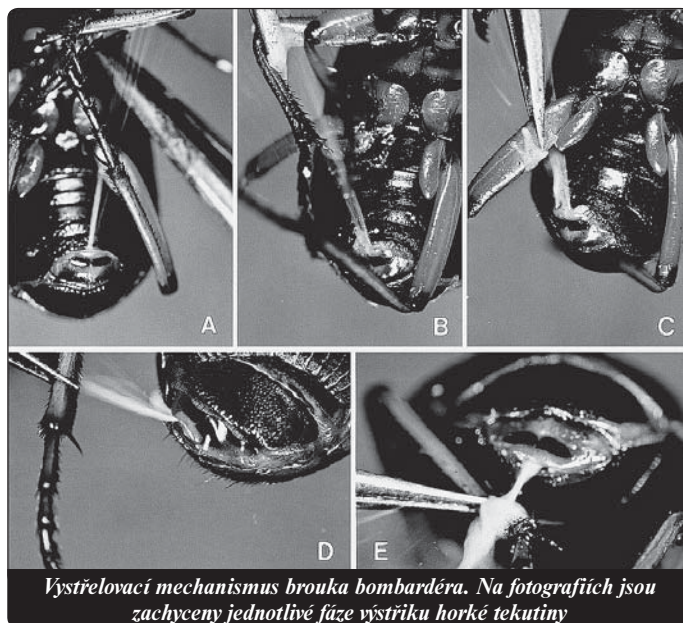 A
B
C
D
E
Vystřelovací mechanismus brouka bombardéra. Na fotografiích jsou
zachyceny jednotlivé fáze výstřiku horké tekutiny